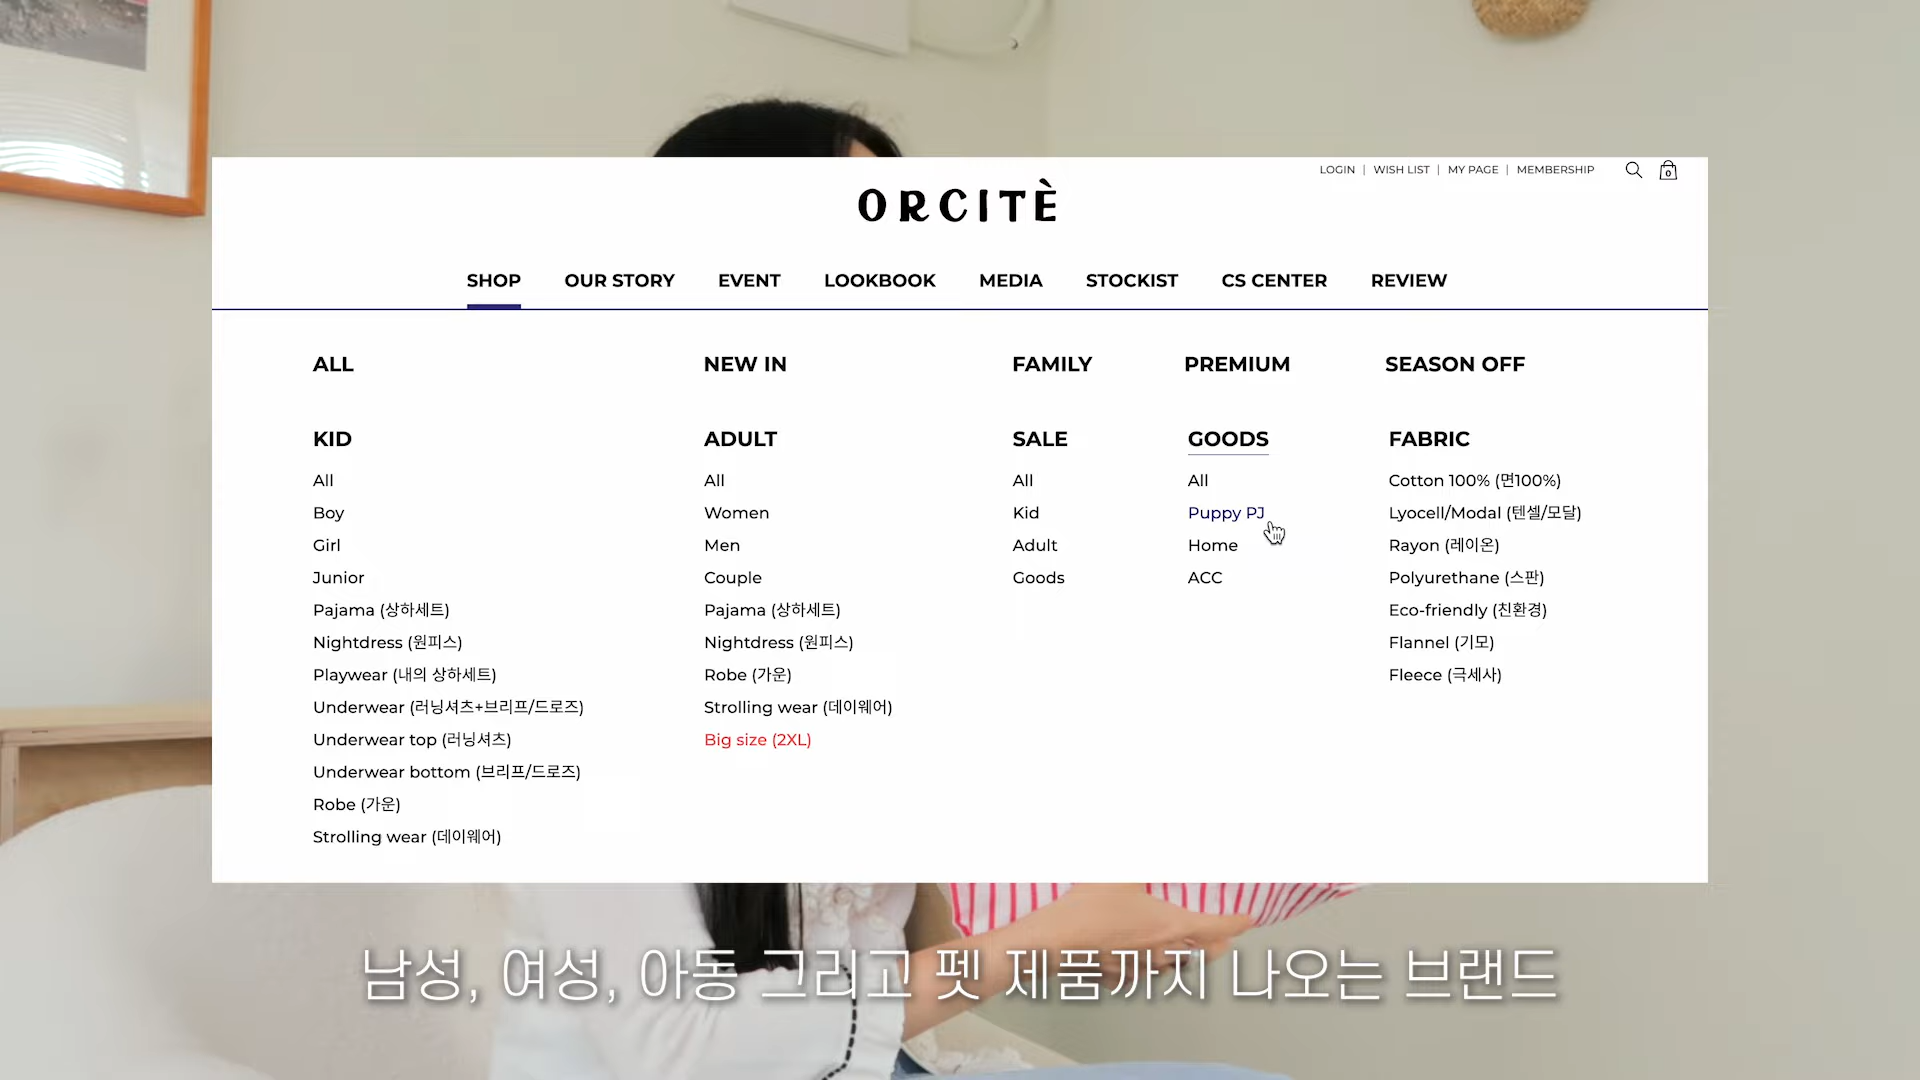 LOGIN | WISH LIST | MY PAGE | MEMBERSHIP 0
ORCITÈ
SHOP OUR STORY EVENT LOOKBOOK MEDIA STOCKIST CS CENTER REVIEW
ALL
NEW IN
FAMILY
PREMIUM
SEASON OFF
KID
All
Boy
Girl
Junior
Pajama (상하세트)
Nightdress (원피스)
Playwear (내의 상하세트)
Underwear (러닝셔츠+브리프/드로즈)
Underwear top (러닝셔츠)
Underwear bottom (브리프/드로즈)
Robe (가운)
Strolling wear (데이웨어)
ADULT
All
Women
Men
Couple
Pajama (상하세트)
Nightdress (원피스)
Robe (가운)
Strolling wear (데이웨어)
Big size (2XL)
SALE
All
Kid
Adult
Goods
GOODS
All
Puppy PJ
Home
ACC
FABRIC
Cotton 100% (면100%)
Lyocell/Modal (텐셀/모달)
Rayon (레이온)
Polyurethane (스판)
Eco-friendly (친환경)
Flannel (기모)
Fleece (극세사)
남성, 여성, 아동 그리고 펫 제품까지 나오는 브랜드